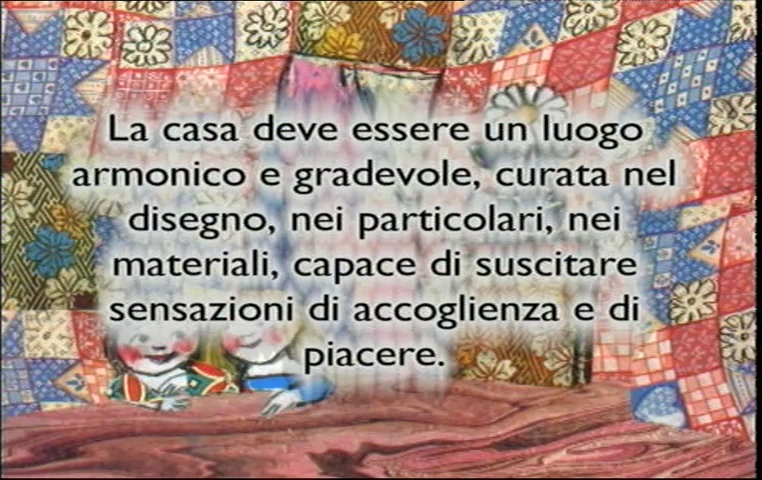 La casa deve essere un luogo
armonico e gradevole, curata nel
disegno, nei particolari, nei
materiali, capace di suscitare
sensazioni di accoglienza e di
piacere.